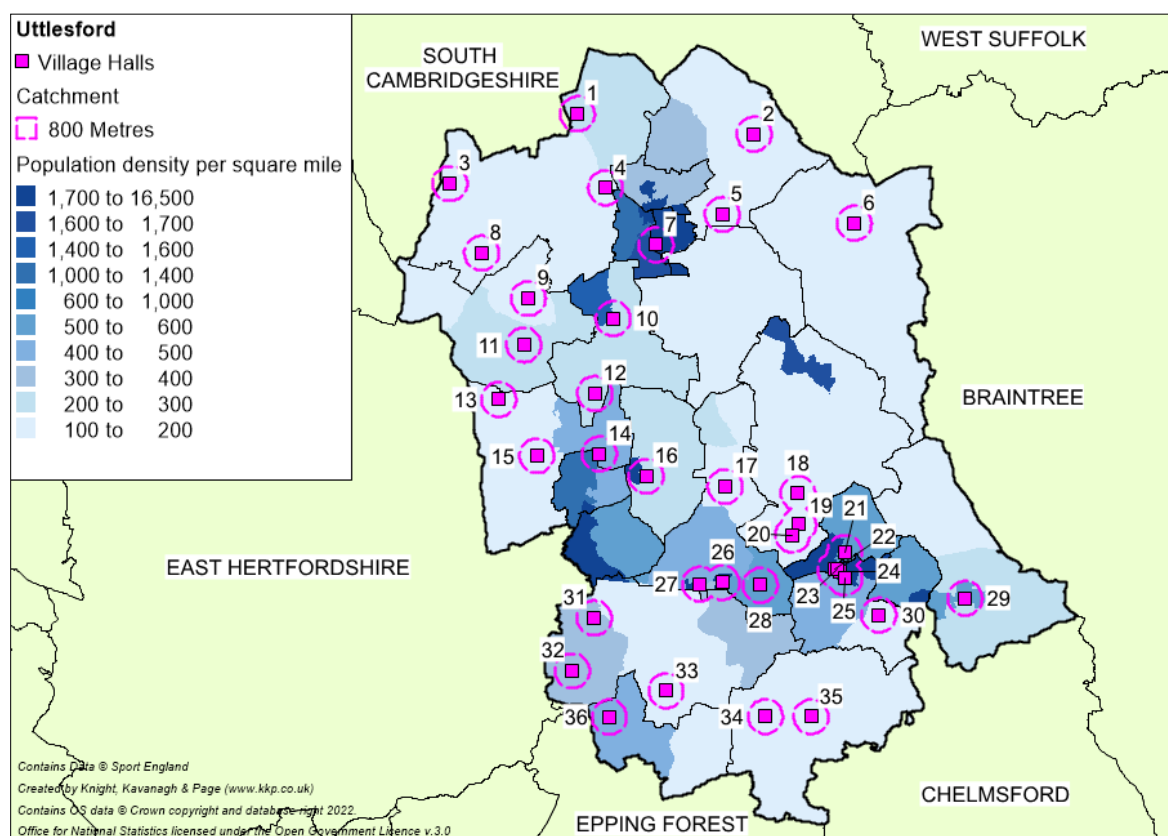 Uttlesford
Village Halls
Catchment
800 Metres
Population density per square mile
1,700 to 16,500
1,600 to 1,700
1,400 to 1,600
1,000 to 1,400
600 to 1,000
500 to 600
400 to 500
300 to 400
200 to 300
100 to 200
SOUTH
CAMBRIDGESHIRE
WEST SUFFOLK
BRAINTREE
EAST HERTFORDSHIRE
CHELMSFORD
EPPING FOREST
1
2
3
4
5
6
7
8
9
10
11
12
13
14
15
16
17
18
19
20
21
22
23
24
25
26
27
28
29
30
31
32
33
34
35
36
Contains Data © Sport England
Created by Knight, Kavanagh & Page (www.kkp.co.uk)
Contains OS data © Crown copyright and database right 2022.
Office for National Statistics licensed under the Open Government Licence v.3.0